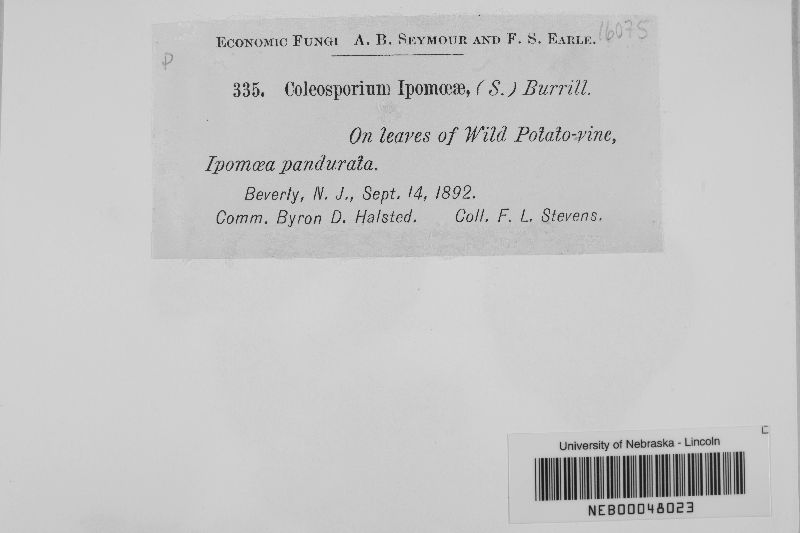 16075
Economic Fungi A. B. Seymour and F. S. Earle.
P
335. Coleosporium Ipomœæ, (S.) Burrill.
On leaves of Wild Potato-vine,
Ipomœa pandurata.
Beverly, N. J., Sept. 14, 1892.
Comm. Byron D. Halsted. Coll. F. L. Stevens.
C
University of Nebraska - Lincoln
NEB00048023